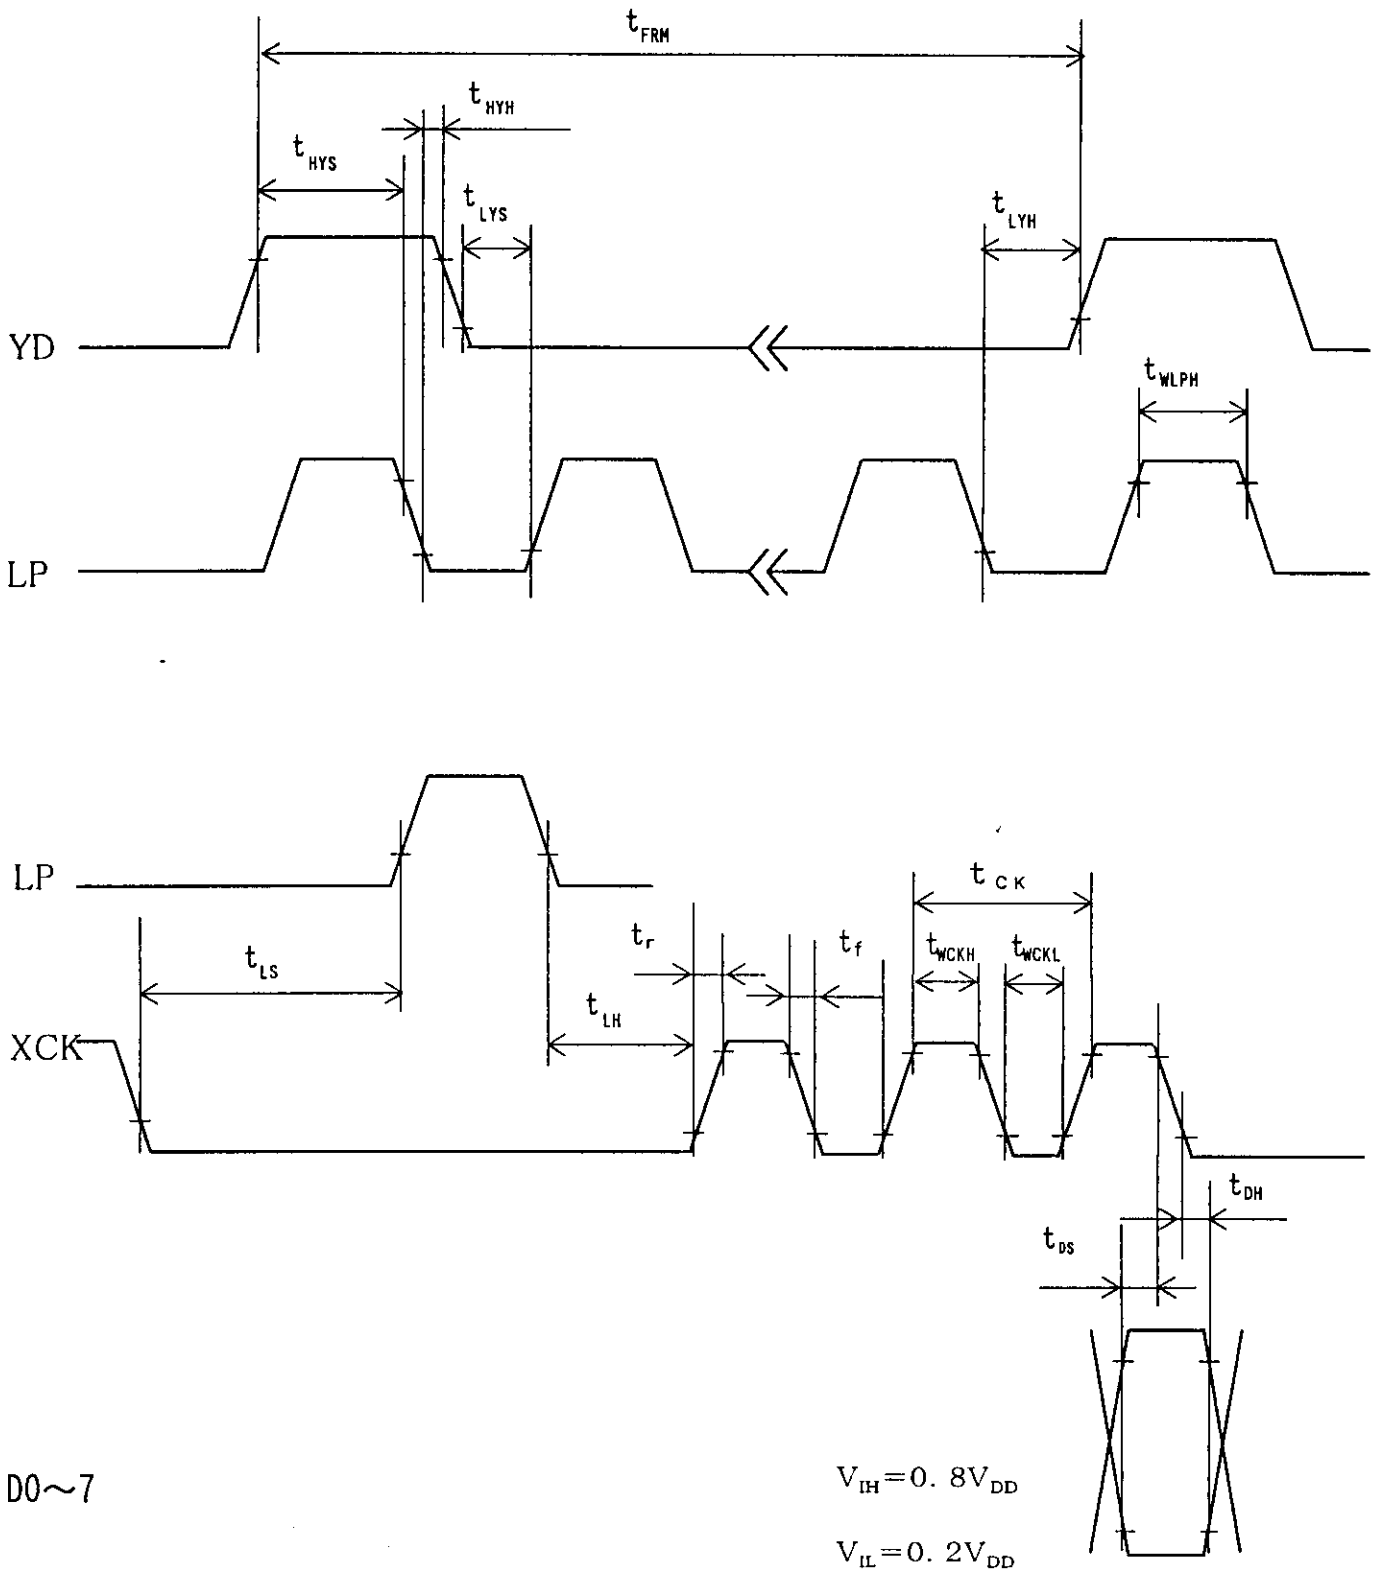 tFRM
tHYH
tHYS
tLYS
tLYH
YD
tWLPH
LP
LP
tCK
tr
tf
tWCKH
tWCKL
tLS
tLH
XCK
tDH
tDS
D0～7
VIH=0.8VDD
VIL=0.2VDD